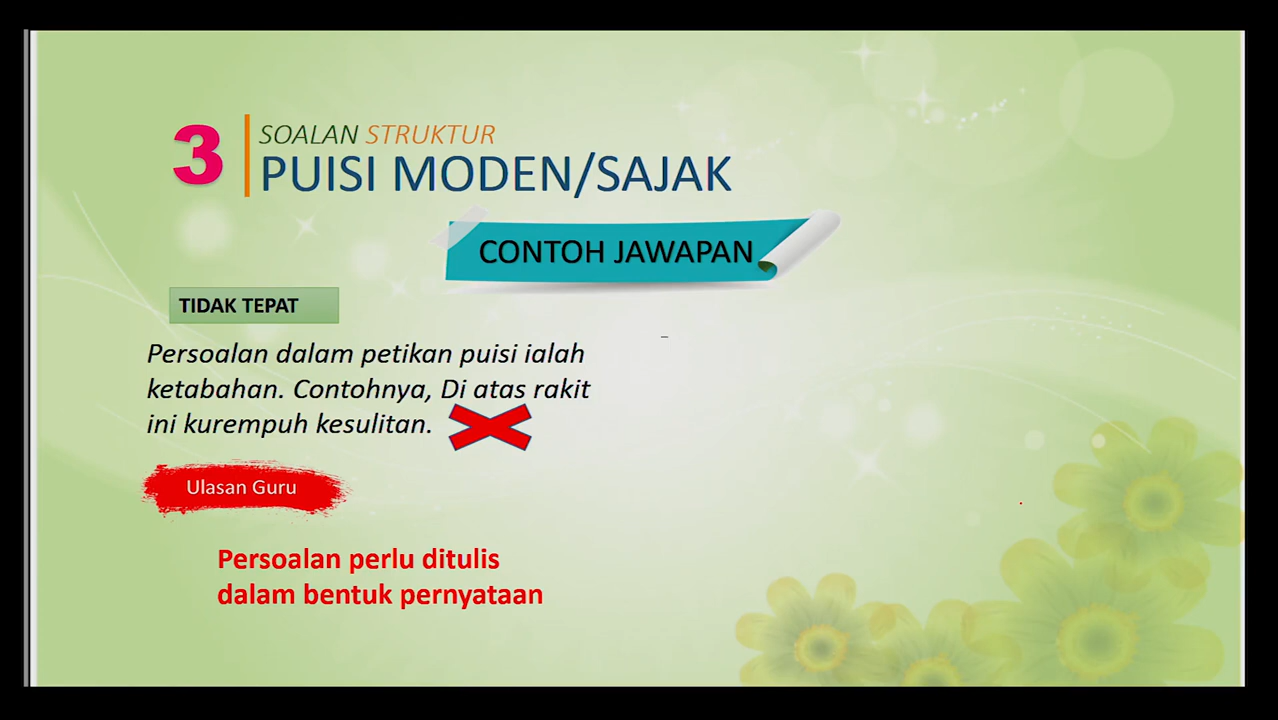 3
SOALAN STRUKTUR
PUISI MODEN/SAJAK
CONTOH JAWAPAN
TIDAK TEPAT
Persoalan dalam petikan puisi ialah
ketabahan. Contohnya, Di atas rakit
ini kurempuh kesulitan.
Ulasan Guru
Persoalan perlu ditulis
dalam bentuk pernyataan